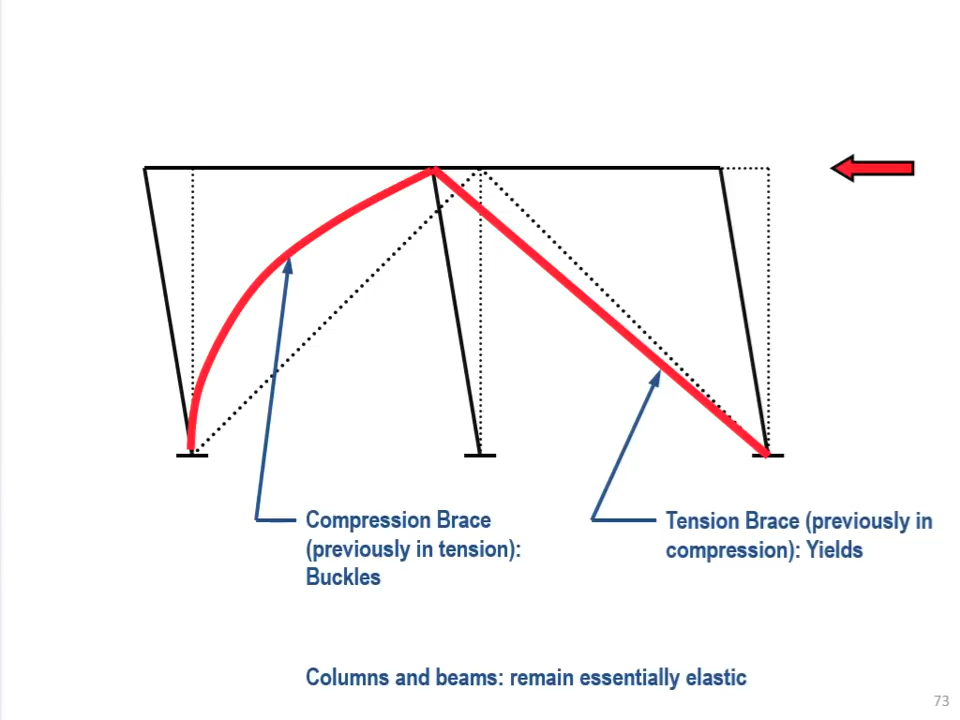 Compression Brace
(previously in tension):
Buckles
Tension Brace (previously in
compression): Yields
Columns and beams: remain essentially elastic
73